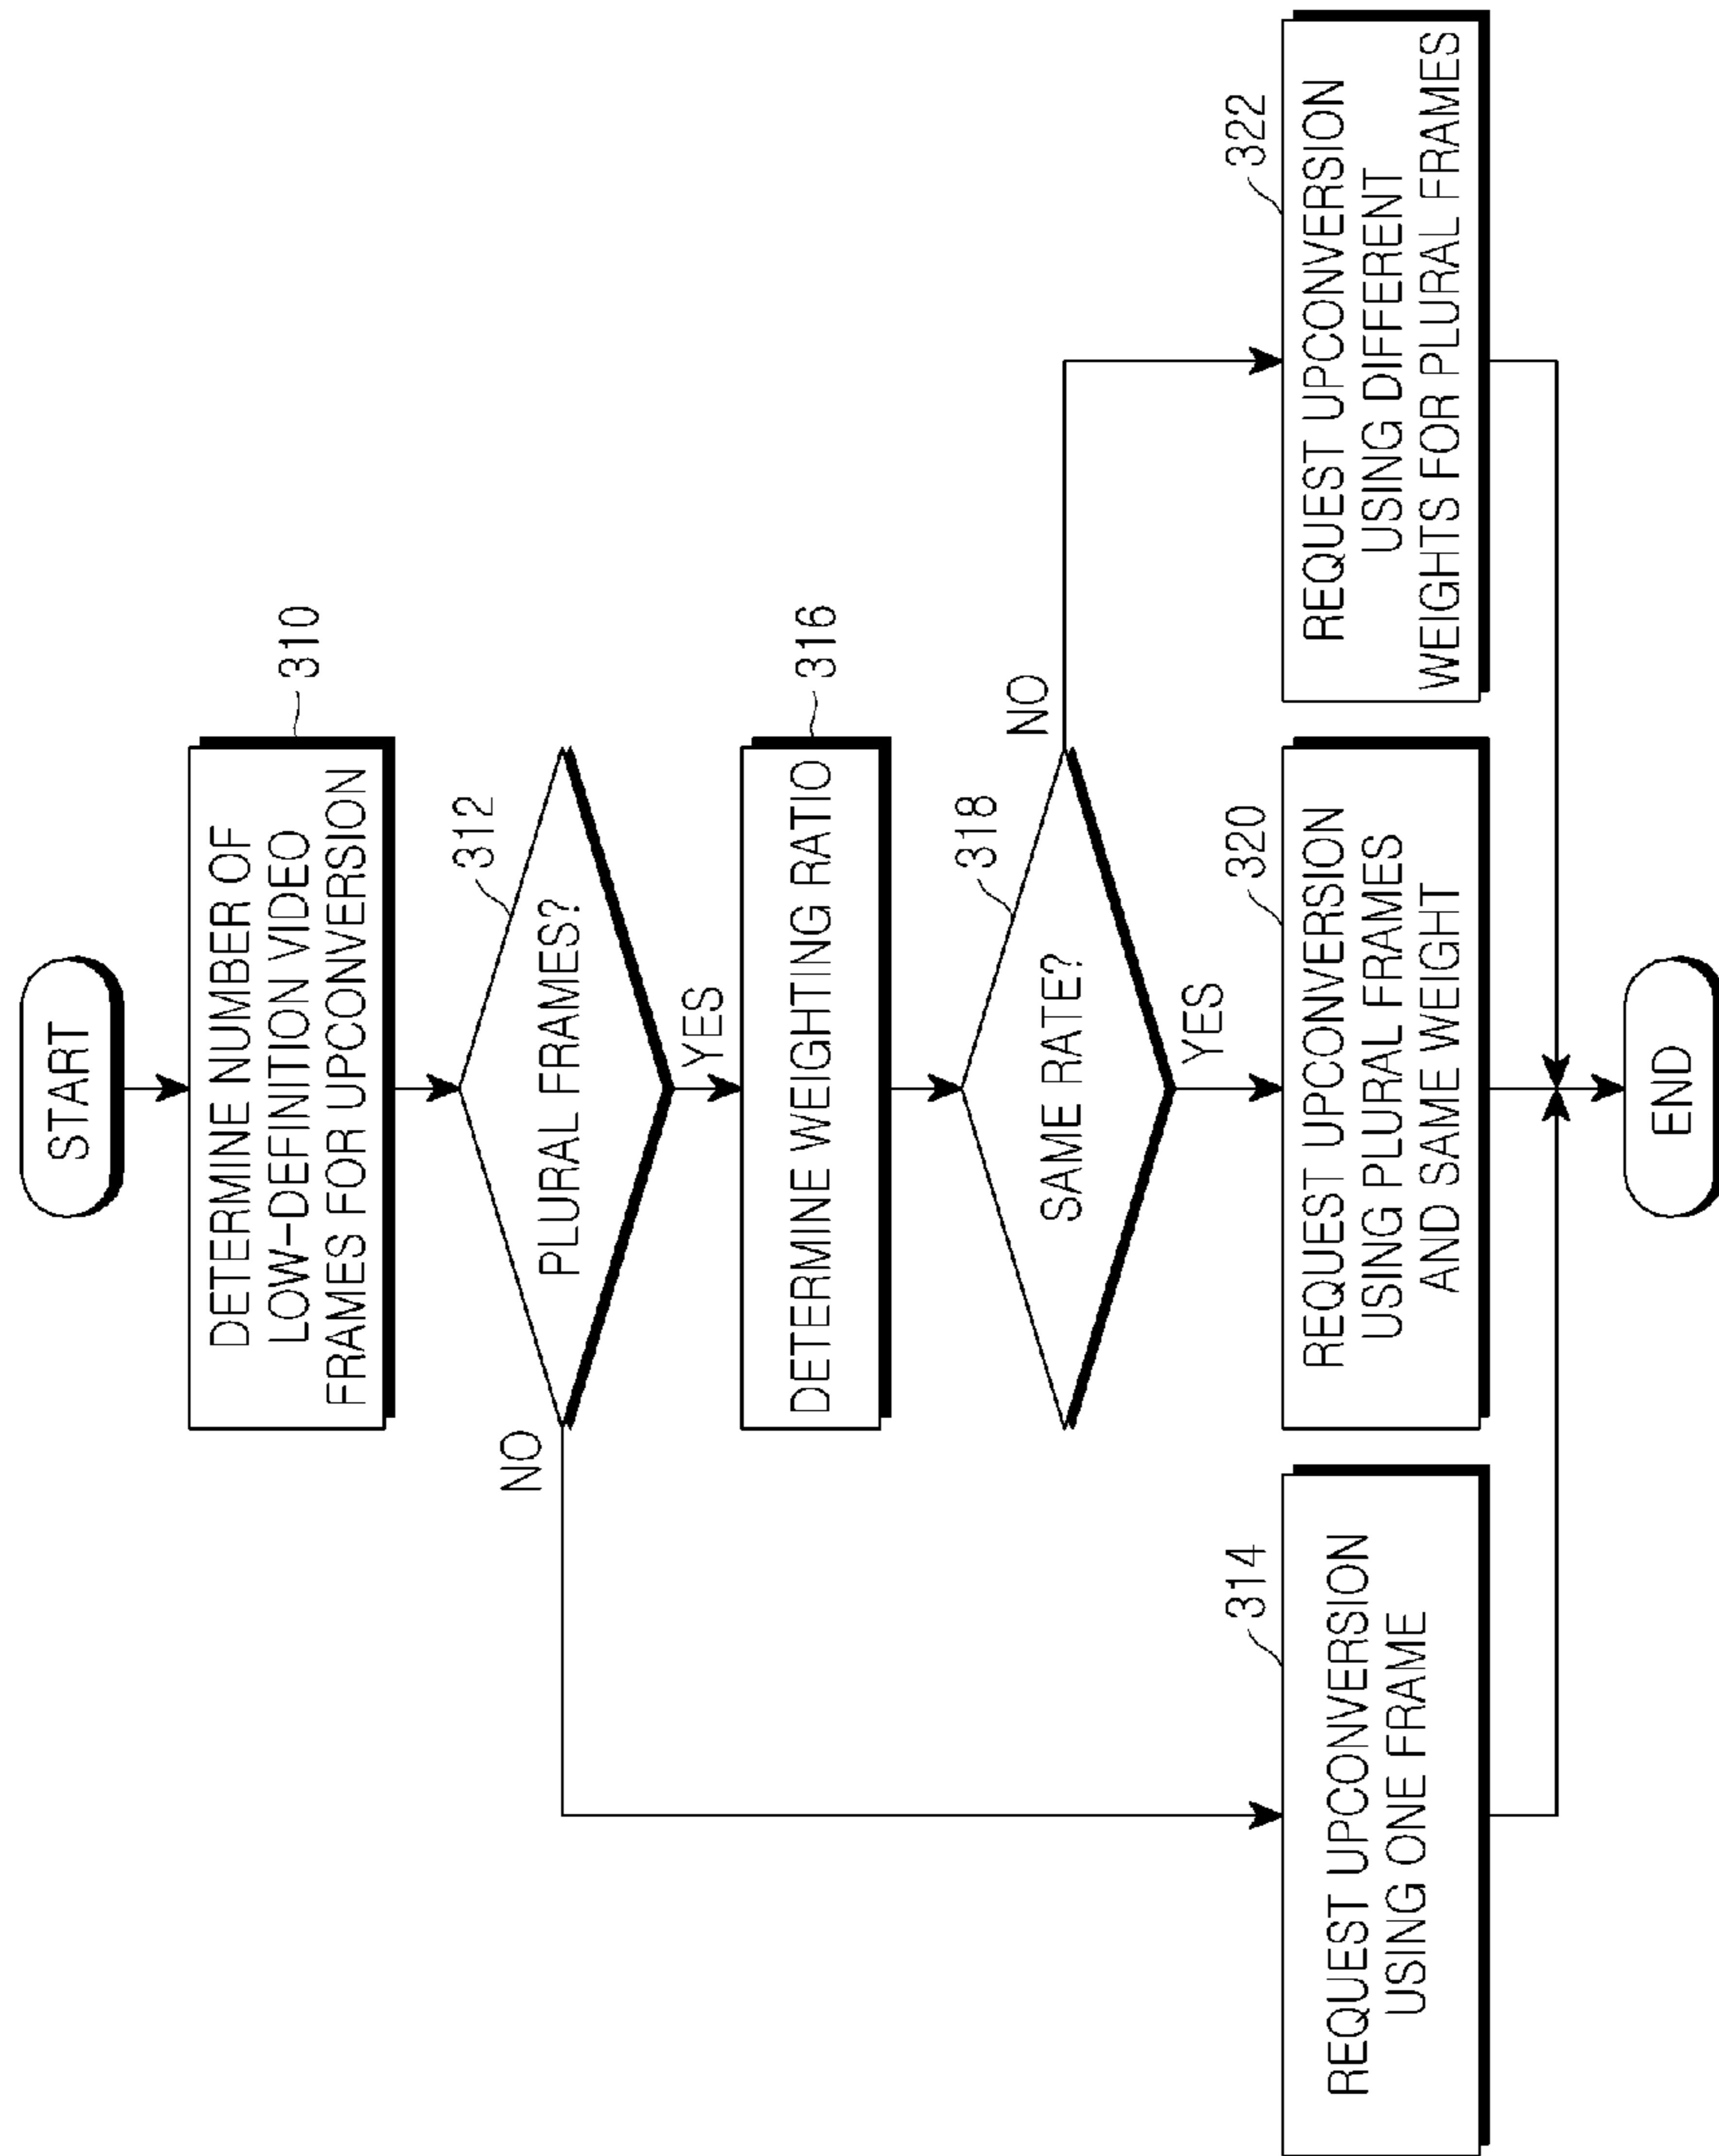 START
310
DETERMINE NUMBER OF
LOW-DEFINITION VIDEO
FRAMES FOR UPCONVERSION
312
PLURAL FRAMES?
NO
YES
316
DETERMINE WEIGHTING RATIO
318
SAME RATE?
NO
YES
314
REQUEST UPCONVERSION
USING ONE FRAME
320
REQUEST UPCONVERSION
USING PLURAL FRAMES
AND SAME WEIGHT
322
REQUEST UPCONVERSION
USING DIFFERENT
WEIGHTS FOR PLURAL FRAMES
END